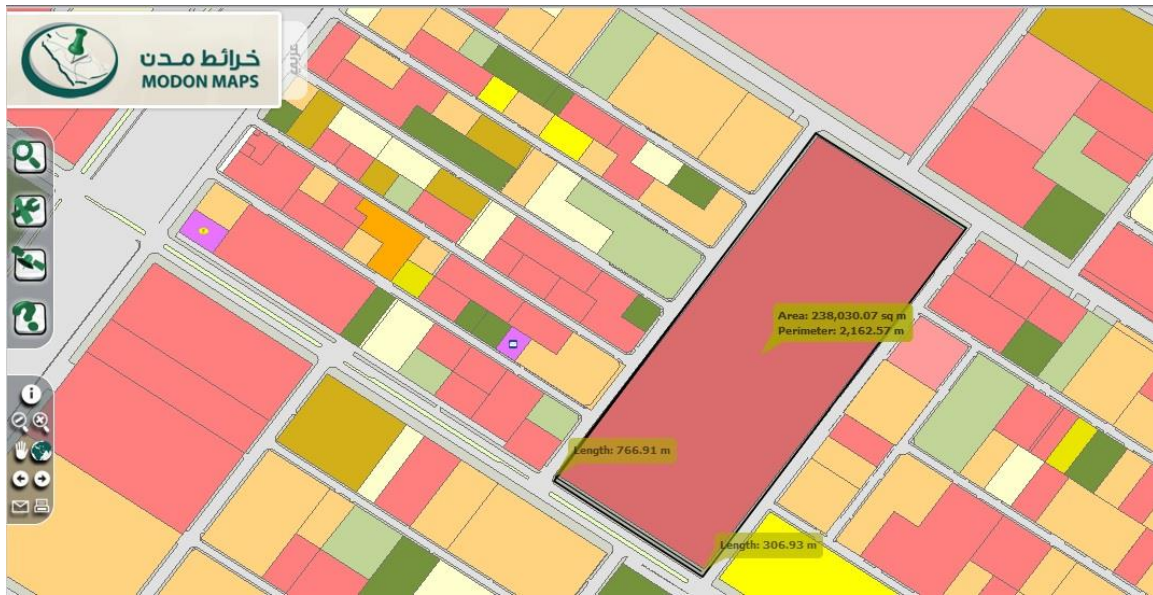 خرائط مدن
MODON MAPS
عربي
Area: 238,030.07 sq m
Perimeter: 2,162.57 m
Length: 766.91 m
Length: 306.93 m